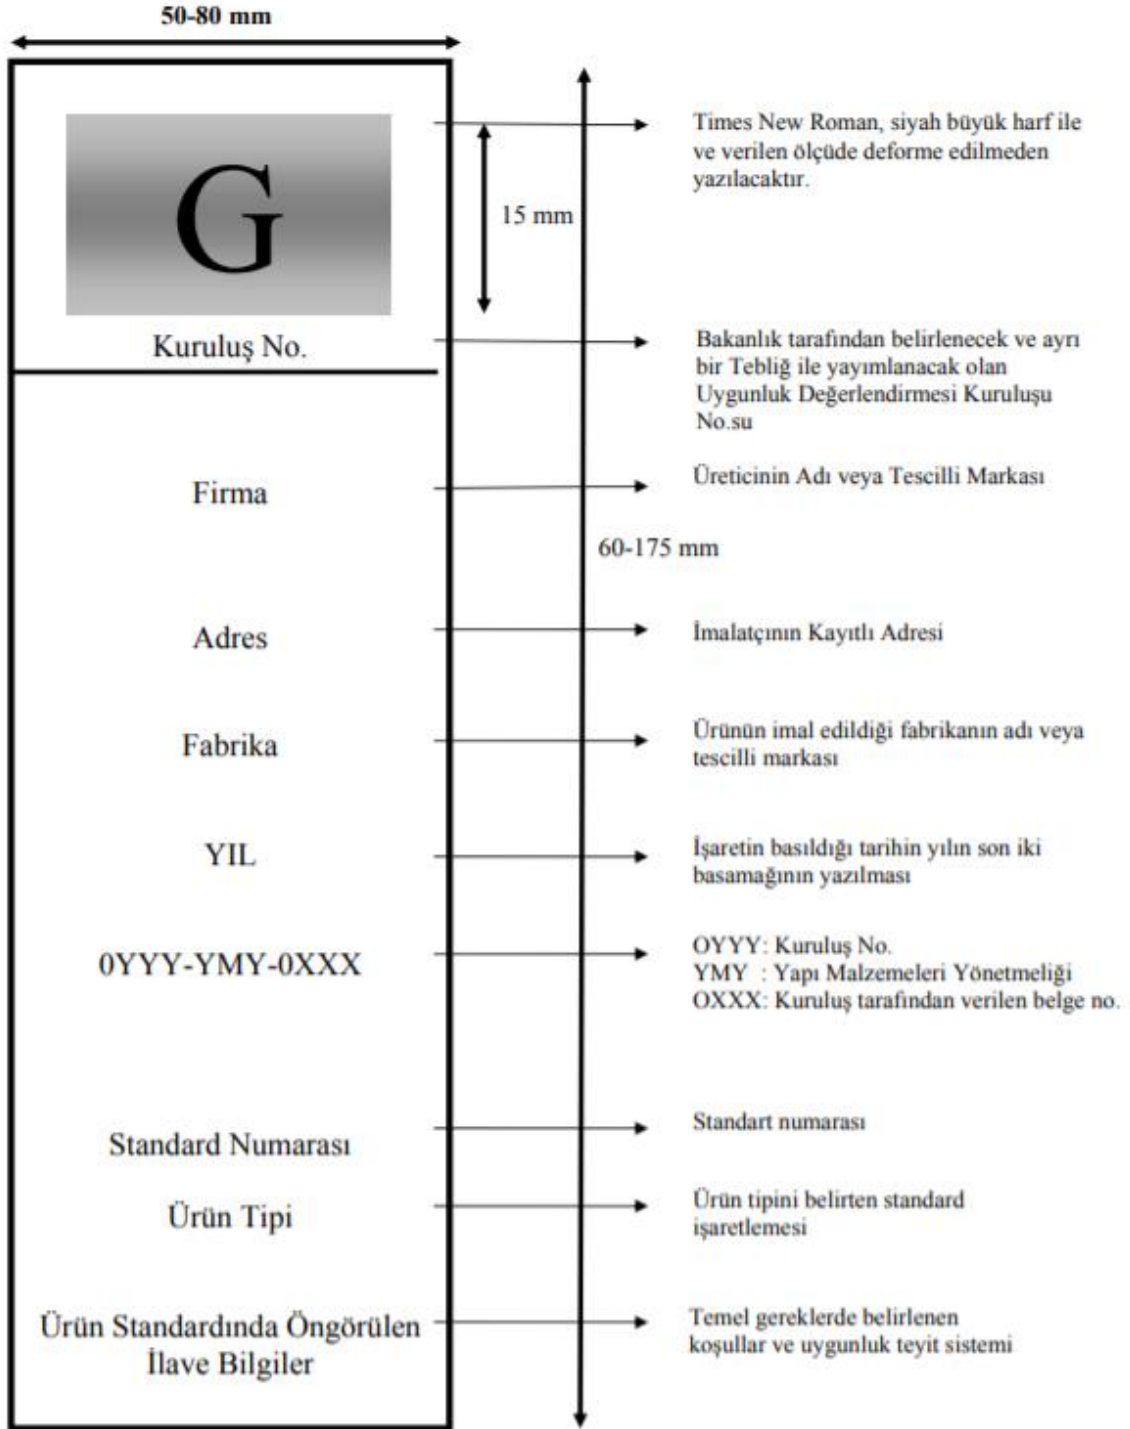 50-80 mm
G
Times New Roman, siyah büyük harf ile
ve verilen ölçüde deforme edilmeden
yazılacaktır.
15 mm
Kuruluş No.
Bakanlık tarafından belirlenecek ve ayrı
bir Tebliğ ile yayımlanacak olan
Uygunluk Değerlendirmesi Kuruluşu
No.su
Firma
Üreticinin Adı veya Tescilli Markası
60-175 mm
Adres
İmalatçının Kayıtlı Adresi
Fabrika
Ürünün imal edildiği fabrikanın adı veya
tescilli markası
YIL
İşaretin basıldığı tarihin yılın son iki
basamağının yazılması
0YYY-YMY-0XXX
OYYY: Kuruluş No.
YMY : Yapı Malzemeleri Yönetmeliği
OXXX: Kuruluş tarafından verilen belge no.
Standard Numarası
Standart numarası
Ürün Tipi
Ürün tipini belirten standard
işaretlemesi
Ürün Standardında Öngörülen
İlave Bilgiler
Temel gereklerde belirlenen
koşullar ve uygunluk teyit sistemi